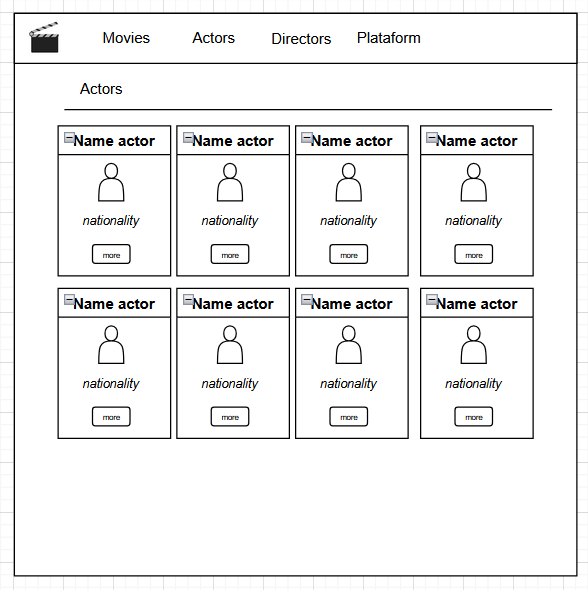 Movies Actors Directors Plataform
Actors
Name actor Name actor Name actor Name actor
nationality nationality nationality nationality
more more more more
Name actor Name actor Name actor Name actor
nationality nationality nationality nationality
more more more more